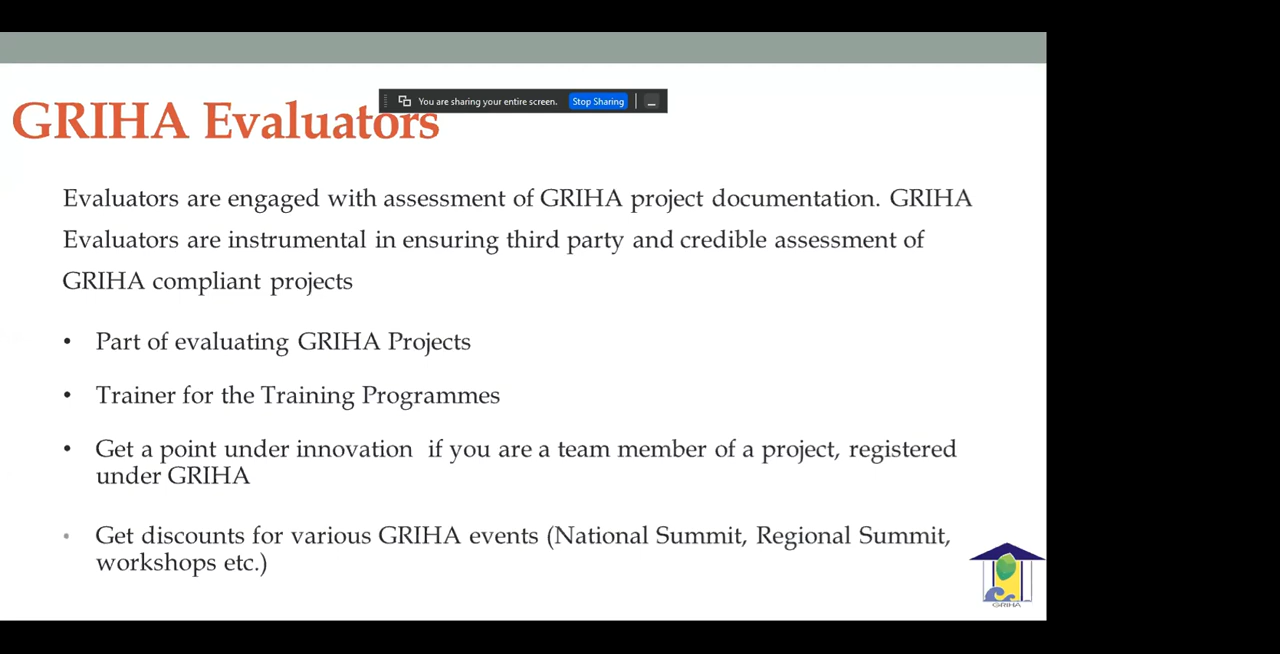 You are sharing your entire screen. Stop Sharing
GRIHA Evaluators
Evaluators are engaged with assessment of GRIHA project documentation. GRIHA
Evaluators are instrumental in ensuring third party and credible assessment of
GRIHA compliant projects
• Part of evaluating GRIHA Projects
• Trainer for the Training Programmes
• Get a point under innovation if you are a team member of a project, registered
under GRIHA
• Get discounts for various GRIHA events (National Summit, Regional Summit,
workshops etc.)
GRIHA